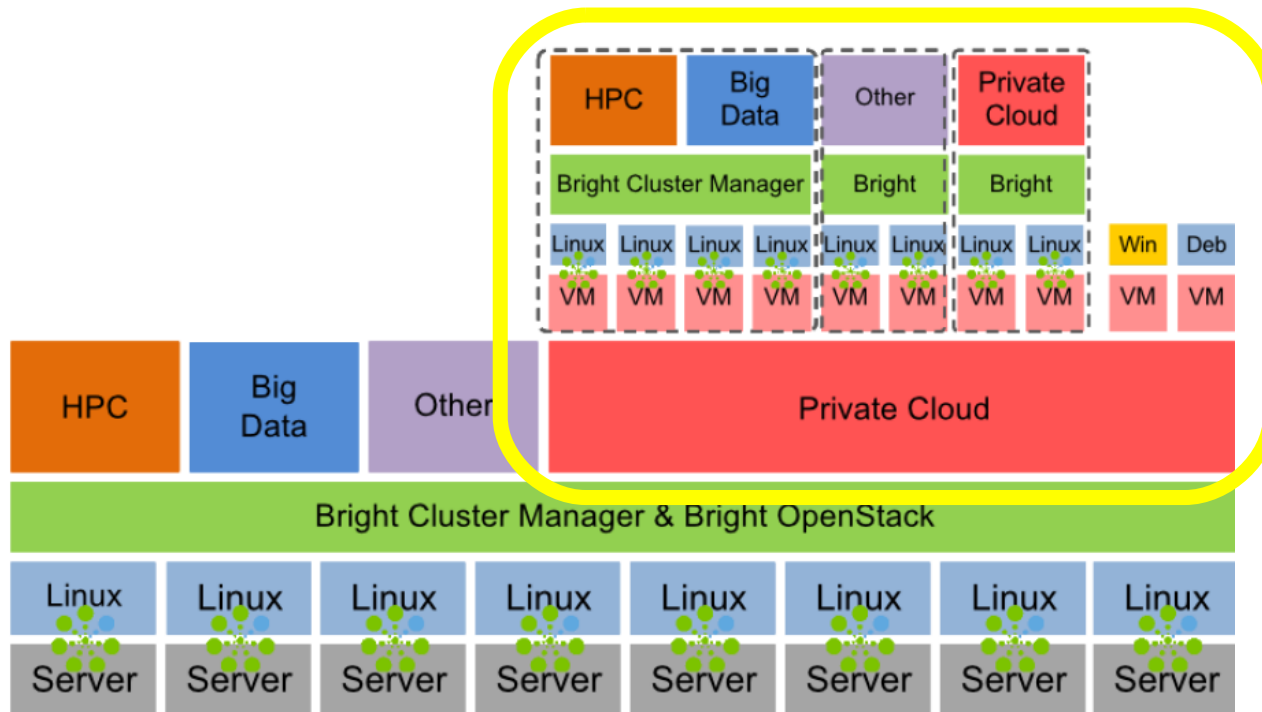 HPC
Big
Data
Other
Private
Cloud
Bright Cluster Manager
Bright
Bright
Linux Linux Linux Linux Linux Linux Linux Linux Win Deb
VM VM VM VM VM VM VM VM VM VM
HPC
Big
Data
Other
Private Cloud
Bright Cluster Manager & Bright OpenStack
Linux Linux Linux Linux Linux Linux Linux Linux
Server Server Server Server Server Server Server Server